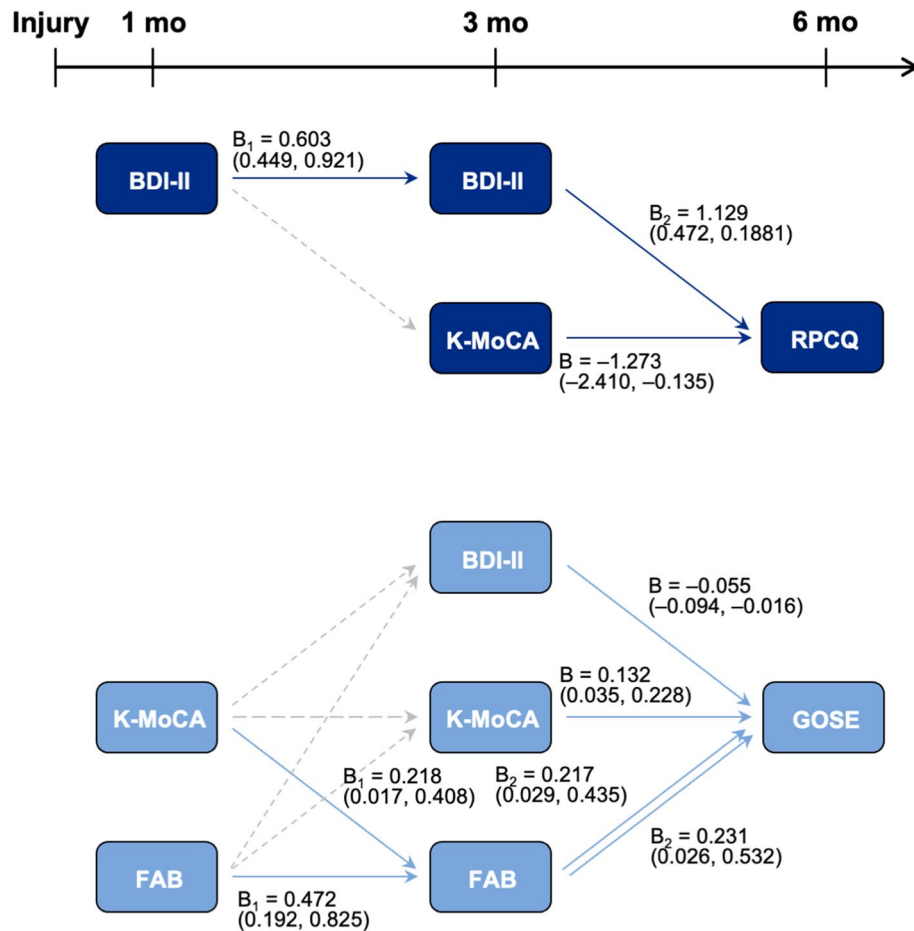 Injury 1 mo 3 mo 6 mo
B1 = 0.603
(0.449, 0.921)
BDI-II
BDI-II
B2 = 1.129
(0.472, 0.1881)
K-MoCA
RPCQ
B = –1.273
(–2.410, –0.135)
BDI-II
B = –0.055
(–0.094, –0.016)
K-MoCA
K-MoCA
B = 0.132
(0.035, 0.228)
GOSE
B1 = 0.218
(0.017, 0.408)
B2 = 0.217
(0.029, 0.435)
FAB
FAB
B2 = 0.231
(0.026, 0.532)
B1 = 0.472
(0.192, 0.825)